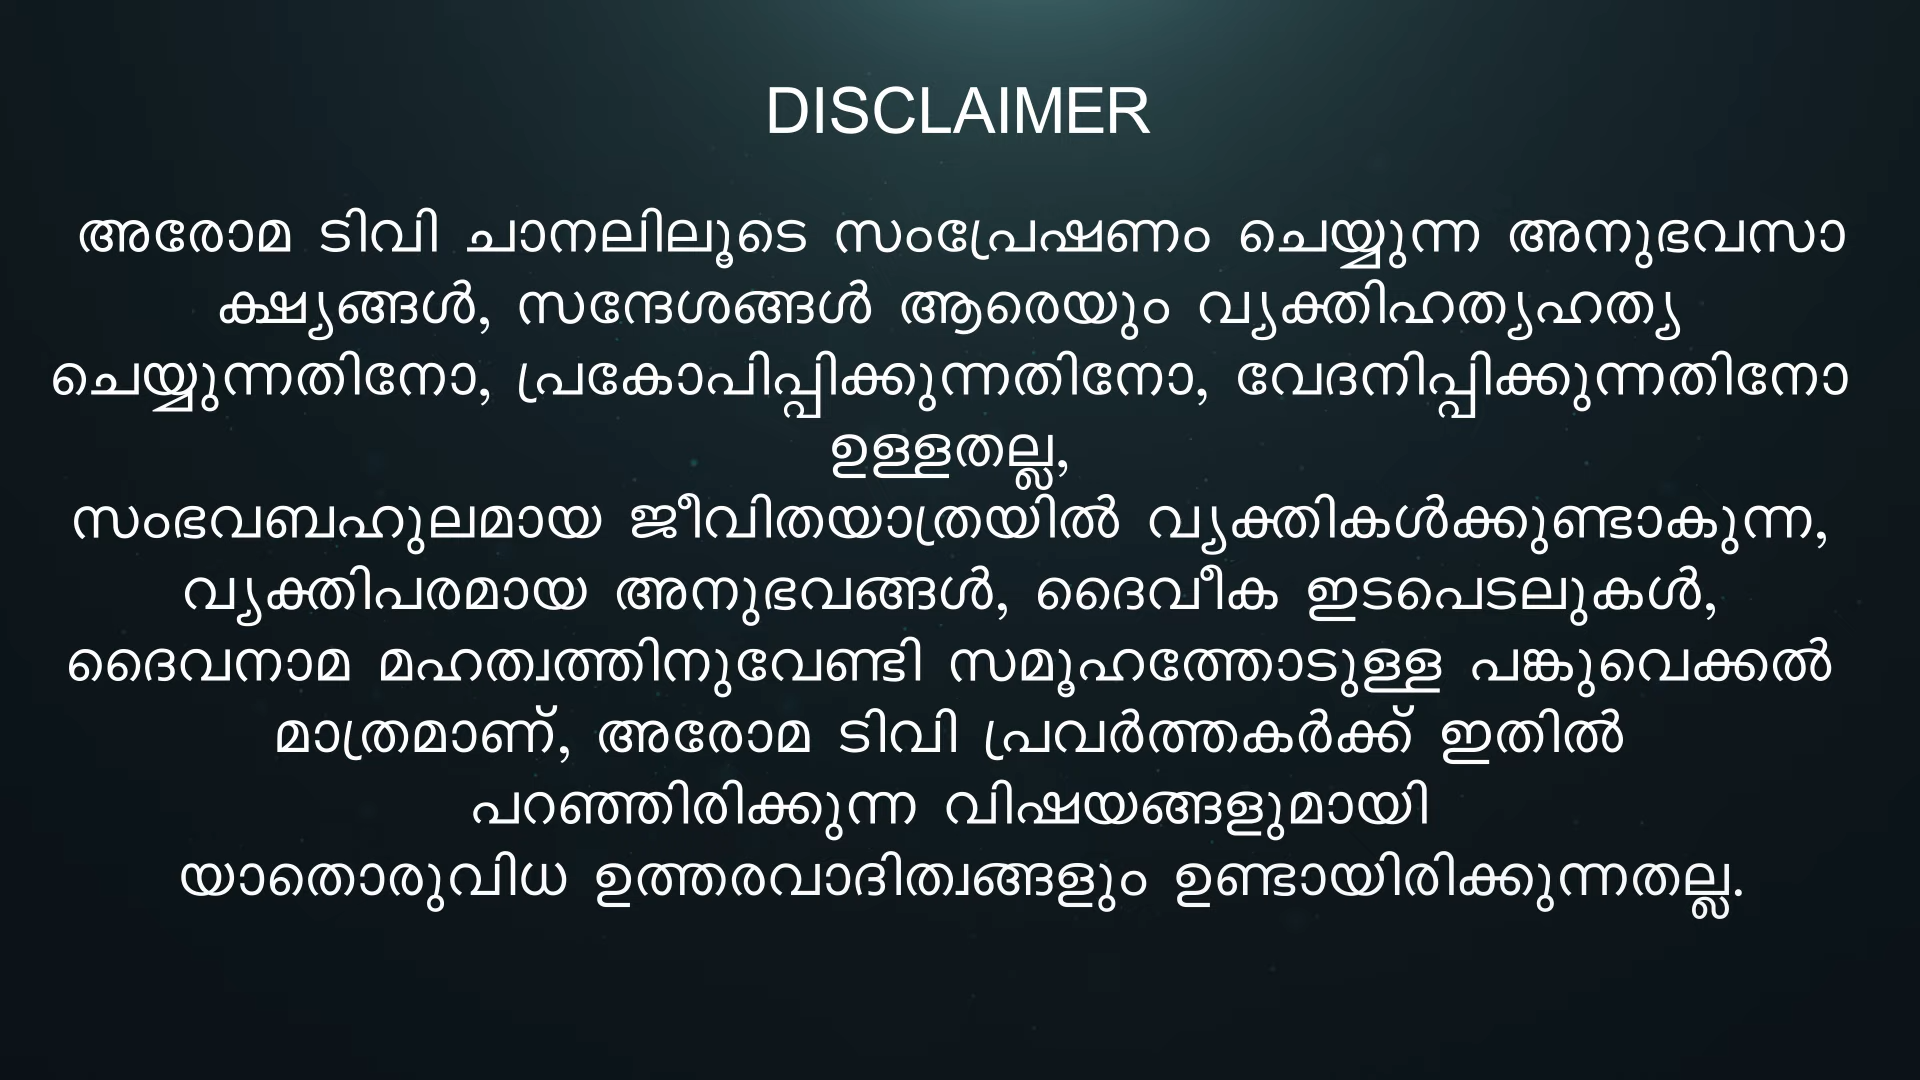 DISCLAIMER
അരോമ ടിവി ചാനലിലൂടെ സംപ്രേഷണം ചെയ്യുന്ന അനുഭവസാ
ക്ഷ്യങ്ങൾ, സന്ദേശങ്ങൾ ആരെയും വ്യക്തിഹത്യഹത്യ
ചെയ്യുന്നതിനോ, പ്രകോപിപ്പിക്കുന്നതിനോ, വേദനിപ്പിക്കുന്നതിനോ
ഉള്ളതല്ല,
സംഭവബഹുലമായ ജീവിതയാത്രയിൽ വ്യക്തികൾക്കുണ്ടാകുന്ന,
വ്യക്തിപരമായ അനുഭവങ്ങൾ, ദൈവീക ഇടപെടലുകൾ,
ദൈവനാമ മഹത്വത്തിനുവേണ്ടി സമൂഹത്തോടുള്ള പങ്കുവെക്കൽ
മാത്രമാണ്, അരോമ ടിവി പ്രവർത്തകർക്ക് ഇതിൽ
പറഞ്ഞിരിക്കുന്ന വിഷയങ്ങളുമായി
യാതൊരുവിധ ഉത്തരവാദിത്വങ്ങളും ഉണ്ടായിരിക്കുന്നതല്ല.